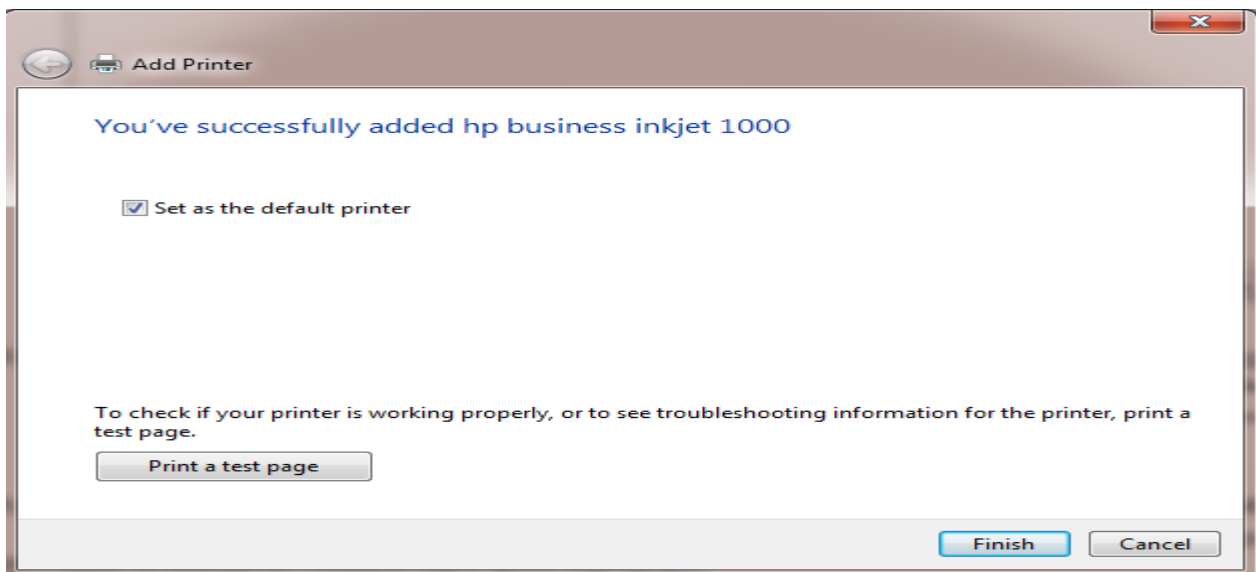 Add Printer
You've successfully added hp business inkjet 1000
Set as the default printer
To check if your printer is working properly, or to see troubleshooting information for the printer, print a
test page.
Print a test page
Finish
Cancel